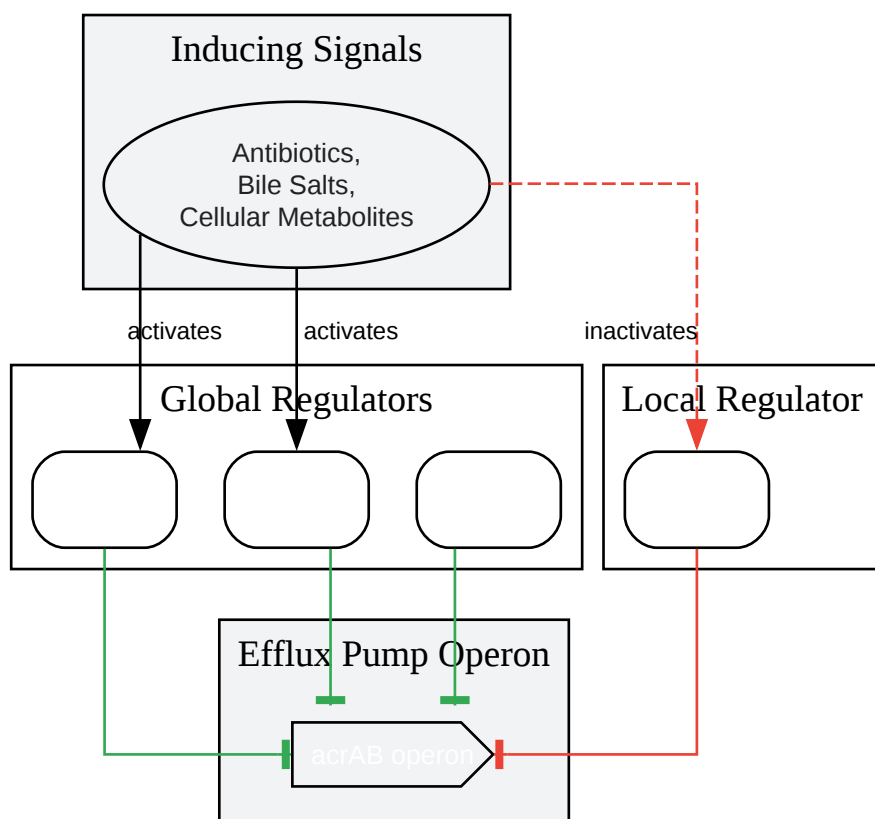 Inducing Signals
Antibiotics,
Bile Salts,
Cellular Metabolites
activates
activates
inactivates
Global Regulators
Local Regulator
Efflux Pump Operon
acrAB operon